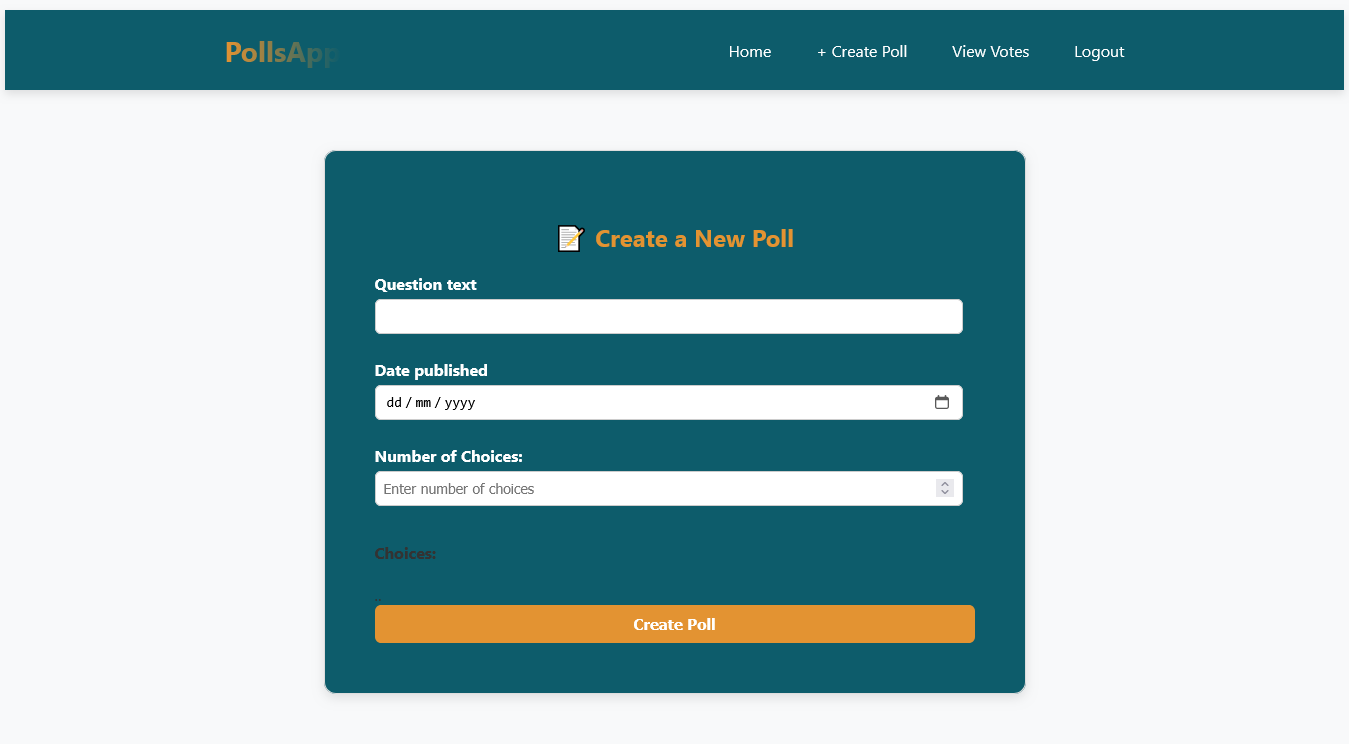 PollsApp
Home + Create Poll View Votes Logout
Create a New Poll
Question text
Date published
dd / mm / yyyy
Number of Choices:
Enter number of choices
Choices:
..
Create Poll